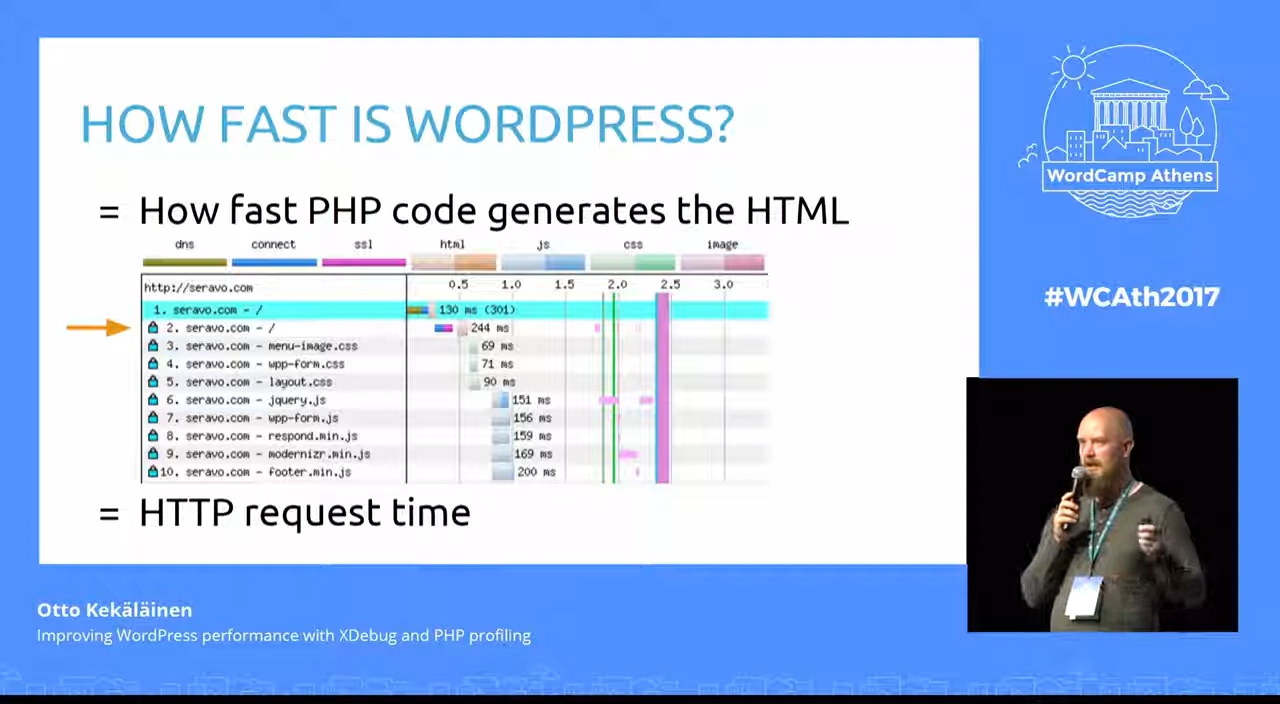 HOW FAST IS WORDPRESS?
= How fast PHP code generates the HTML
dns connect ssl html js css image
http://seravo.com 0.5 1.0 1.5 2.0 2.5 3.0
1. seravo.com - / 130 ms (301)
2. seravo.com - / 244 ms
3. seravo.com - menu-image.css 69 ms
4. seravo.com - wpp-form.css 71 ms
5. seravo.com - layout.css 90 ms
6. seravo.com - jquery.js 151 ms
7. seravo.com - wpp-form.js 156 ms
8. seravo.com - respond.min.js 159 ms
9. seravo.com - modernizr.min.js 169 ms
10. seravo.com - footer.min.js 200 ms
= HTTP request time
WordCamp Athens
#WCAth2017
Otto Kekäläinen
Improving WordPress performance with XDebug and PHP profiling